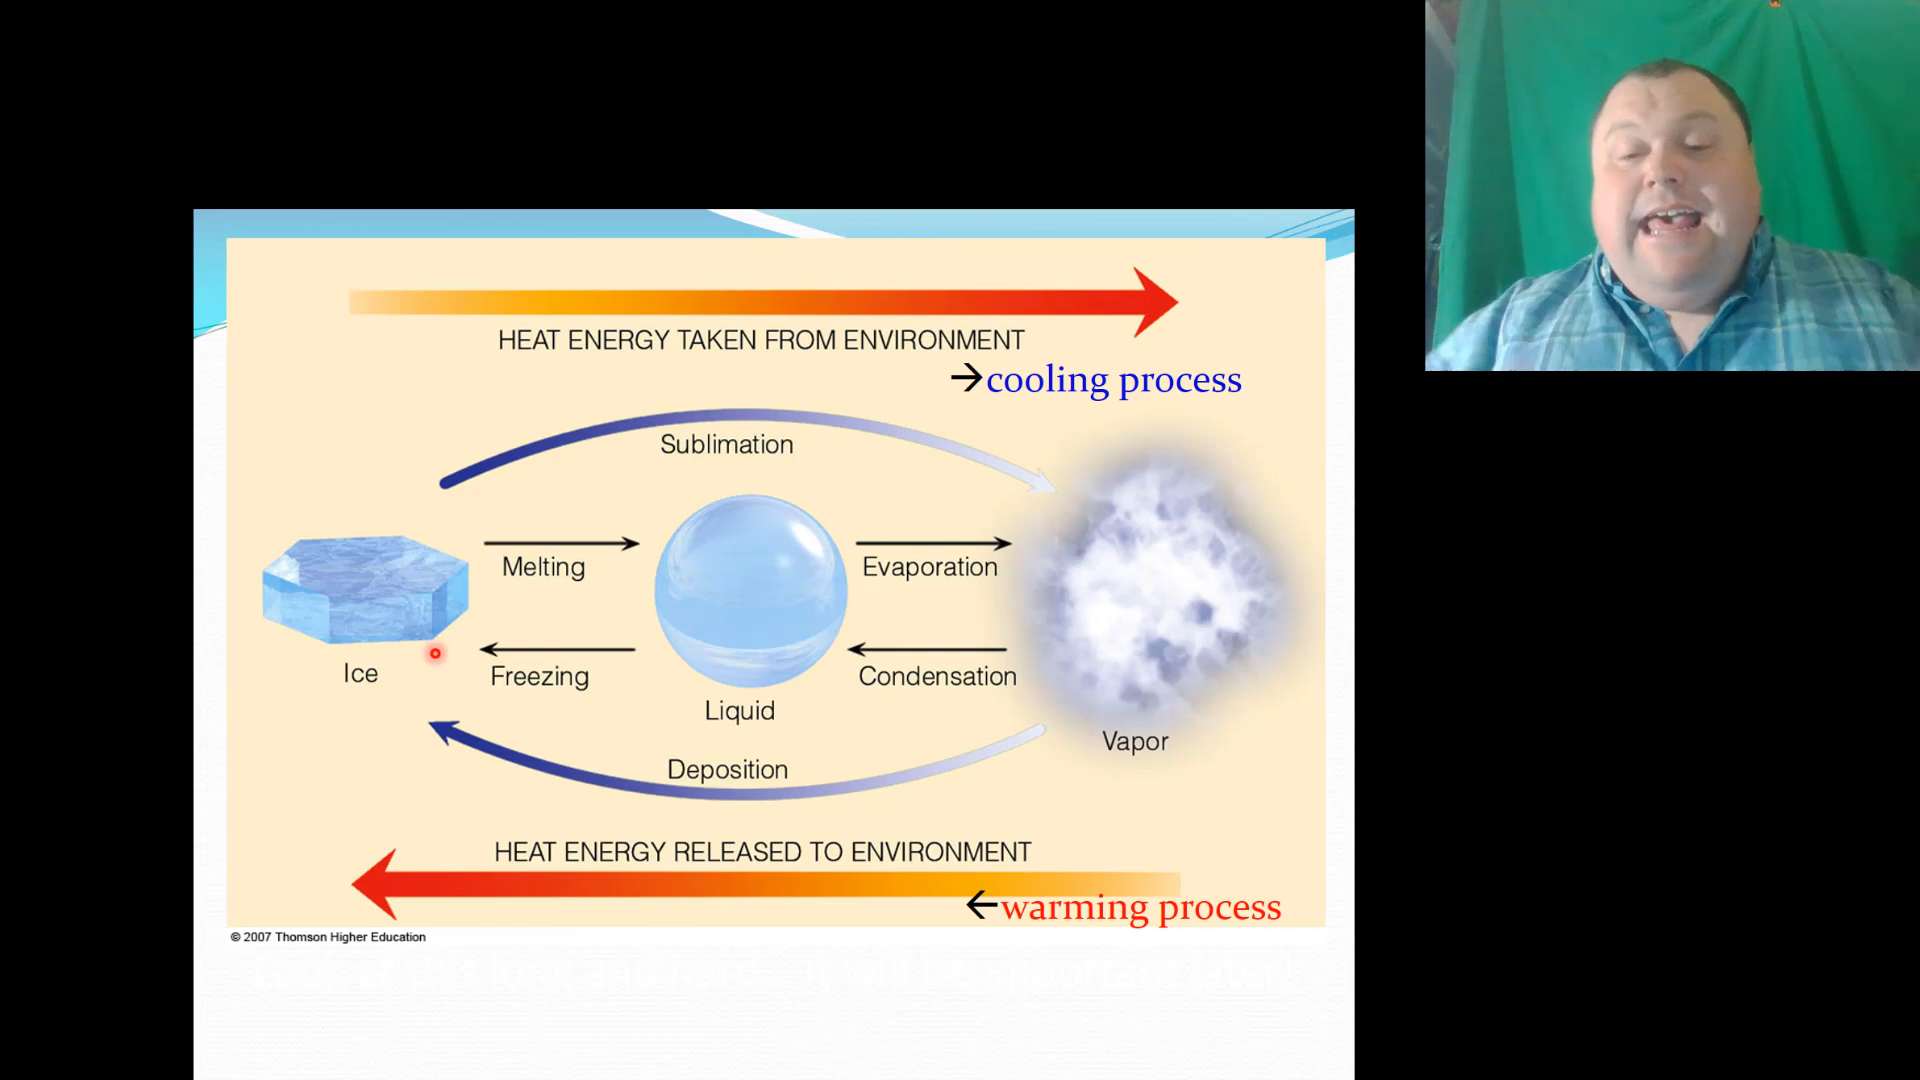 HEAT ENERGY TAKEN FROM ENVIRONMENT
→cooling process
Sublimation
Melting
Evaporation
Ice
Freezing
Condensation
Liquid
Vapor
Deposition
HEAT ENERGY RELEASED TO ENVIRONMENT
←warming process
© 2007 Thomson Higher Education